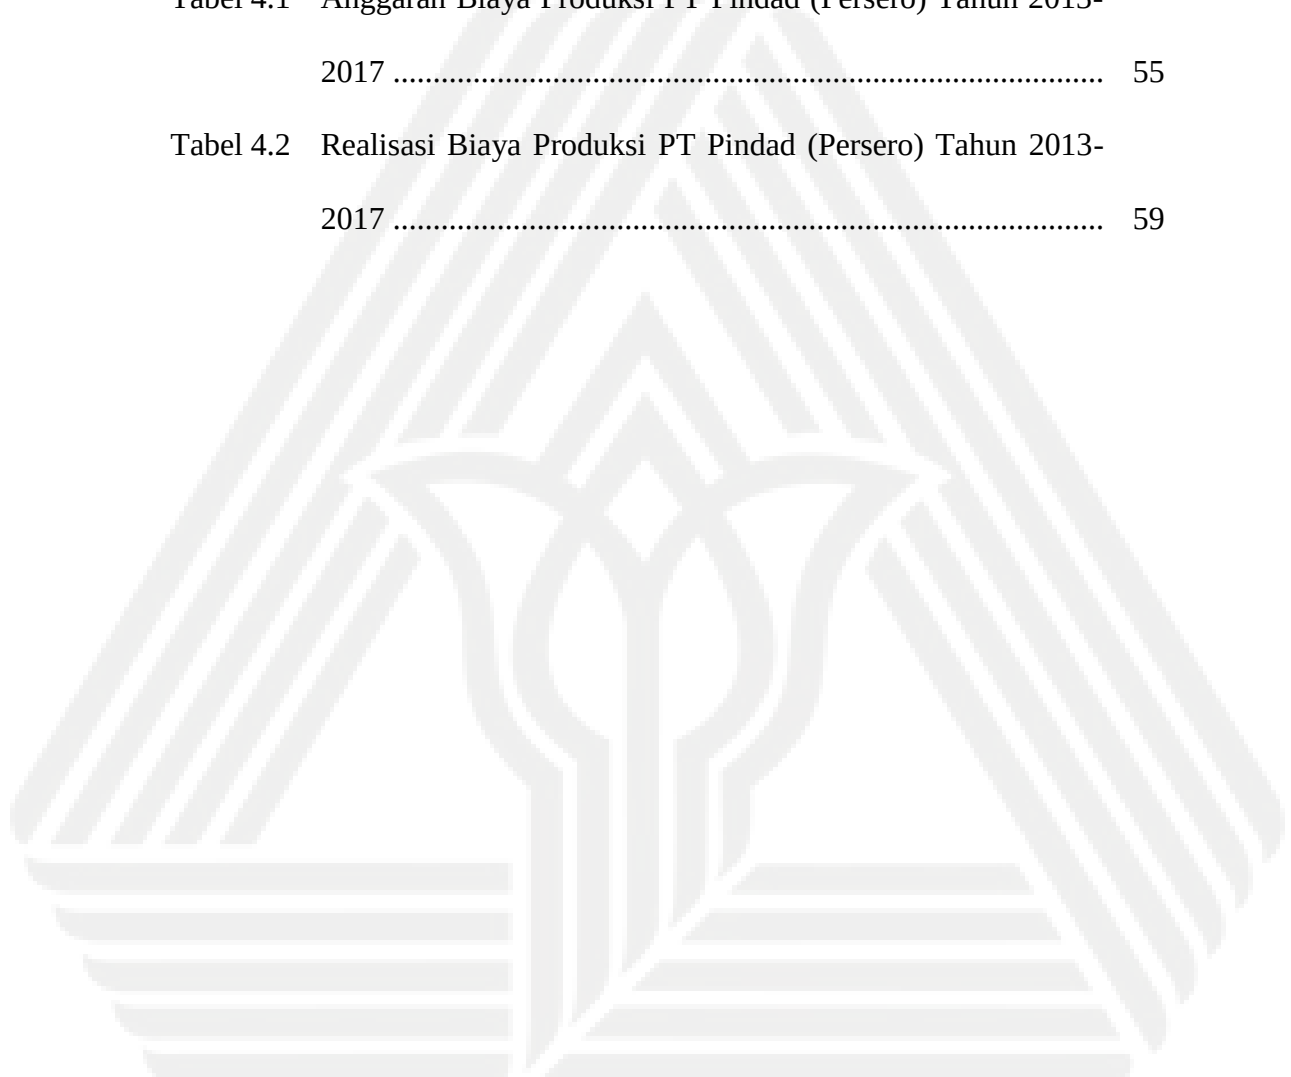 Tabel 4.1 Anggaran Biaya Produksi PT Pindad (Persero) Tahun 2013-
2017 .......................................................................................... 55
Tabel 4.2 Realisasi Biaya Produksi PT Pindad (Persero) Tahun 2013-
2017 .......................................................................................... 59